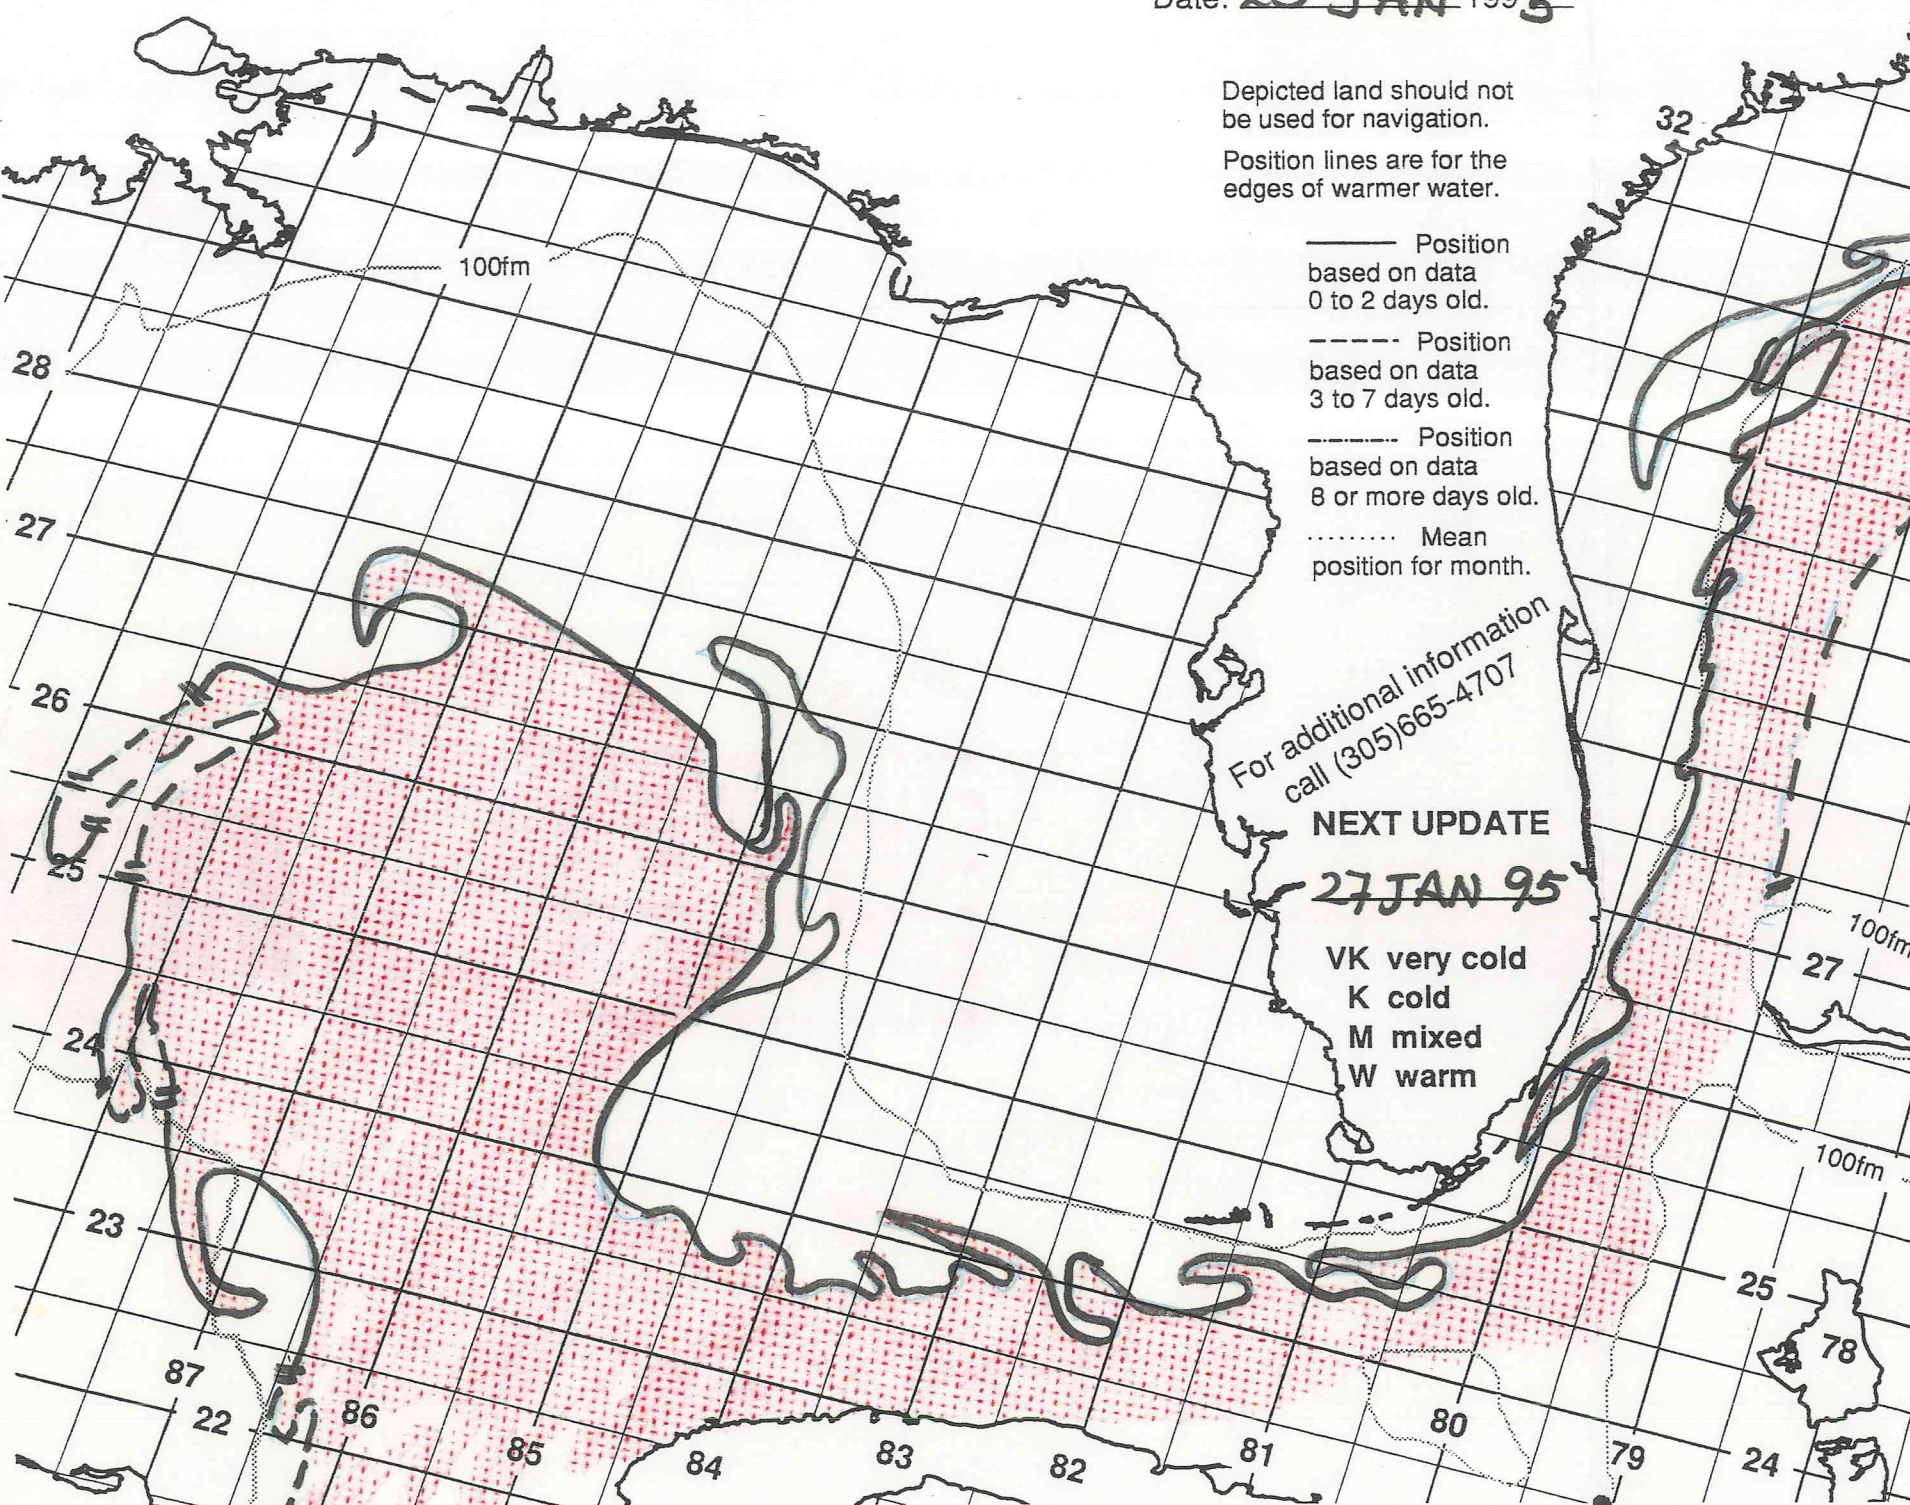 Date: JAN 1995
Depicted land should not
be used for navigation.
Position lines are for the
edges of warmer water.
Position
based on data
0 to 2 days old.
Position
based on data
3 to 7 days old.
Position
based on data
8 or more days old.
Mean
position for month.
For additional information
call (305)665-4707
NEXT UPDATE
27 JAN 95
VK very cold
K cold
M mixed
W warm
32
100fm
28
27
26
25
24
23
22
87
86
85
84
83
82
81
80
79
78
100fm
27
100fm
25
24